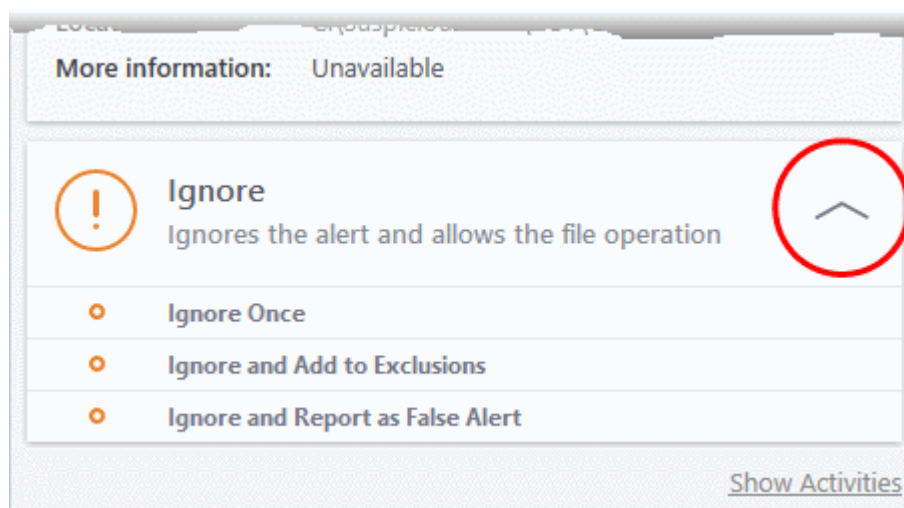 More information: Unavailable
Ignore
Ignores the alert and allows the file operation
Ignore Once
Ignore and Add to Exclusions
Ignore and Report as False Alert
Show Activities